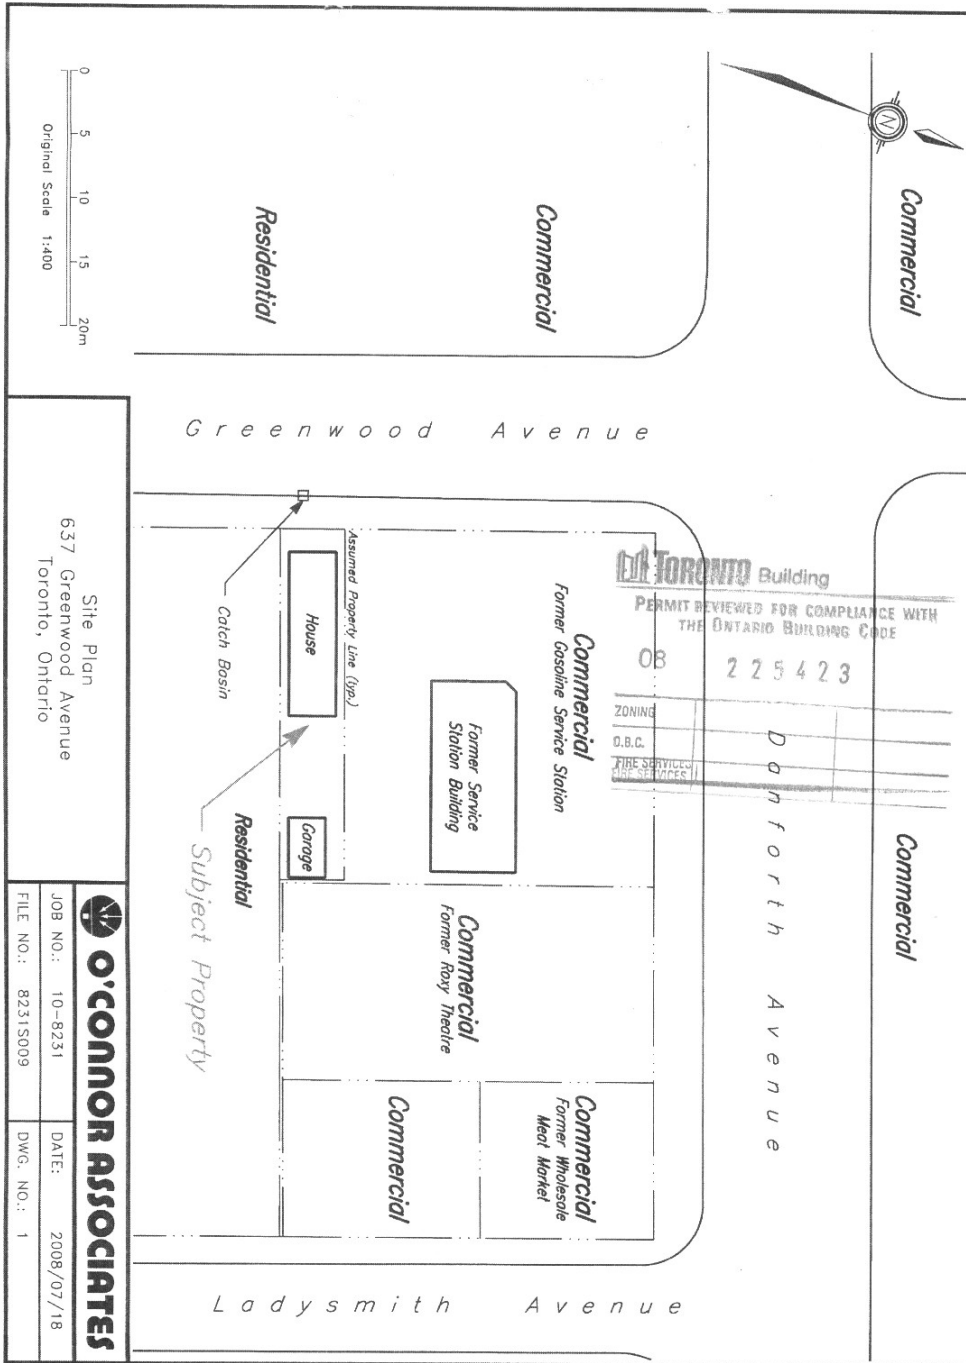 Commercial
Commercial
Residential
Commercial
Greenwood Avenue
Danforth Avenue
Ladysmith Avenue
N
TORONTO Building
PERMIT REVIEWED FOR COMPLIANCE WITH
THE ONTARIO BUILDING CODE
08 225423
ZONING
O.B.C.
FIRE SERVICES
FIRE SERVICES
Commercial
Former Gasoline Service Station
Former Service
Station Building
Assumed Property Line (typ.)
House
Garage
Catch Basin
Subject Property
Residential
Commercial
Former Roxy Theatre
Commercial
Former Wholesale
Meat Market
Commercial
0 5 10 15 20m
Original Scale 1:400
Site Plan
637 Greenwood Avenue
Toronto, Ontario
O'CONNOR ASSOCIATES
JOB NO.: 10-8231
DATE: 2008/07/18
FILE NO.: 8231S009
DWG. NO.: 1